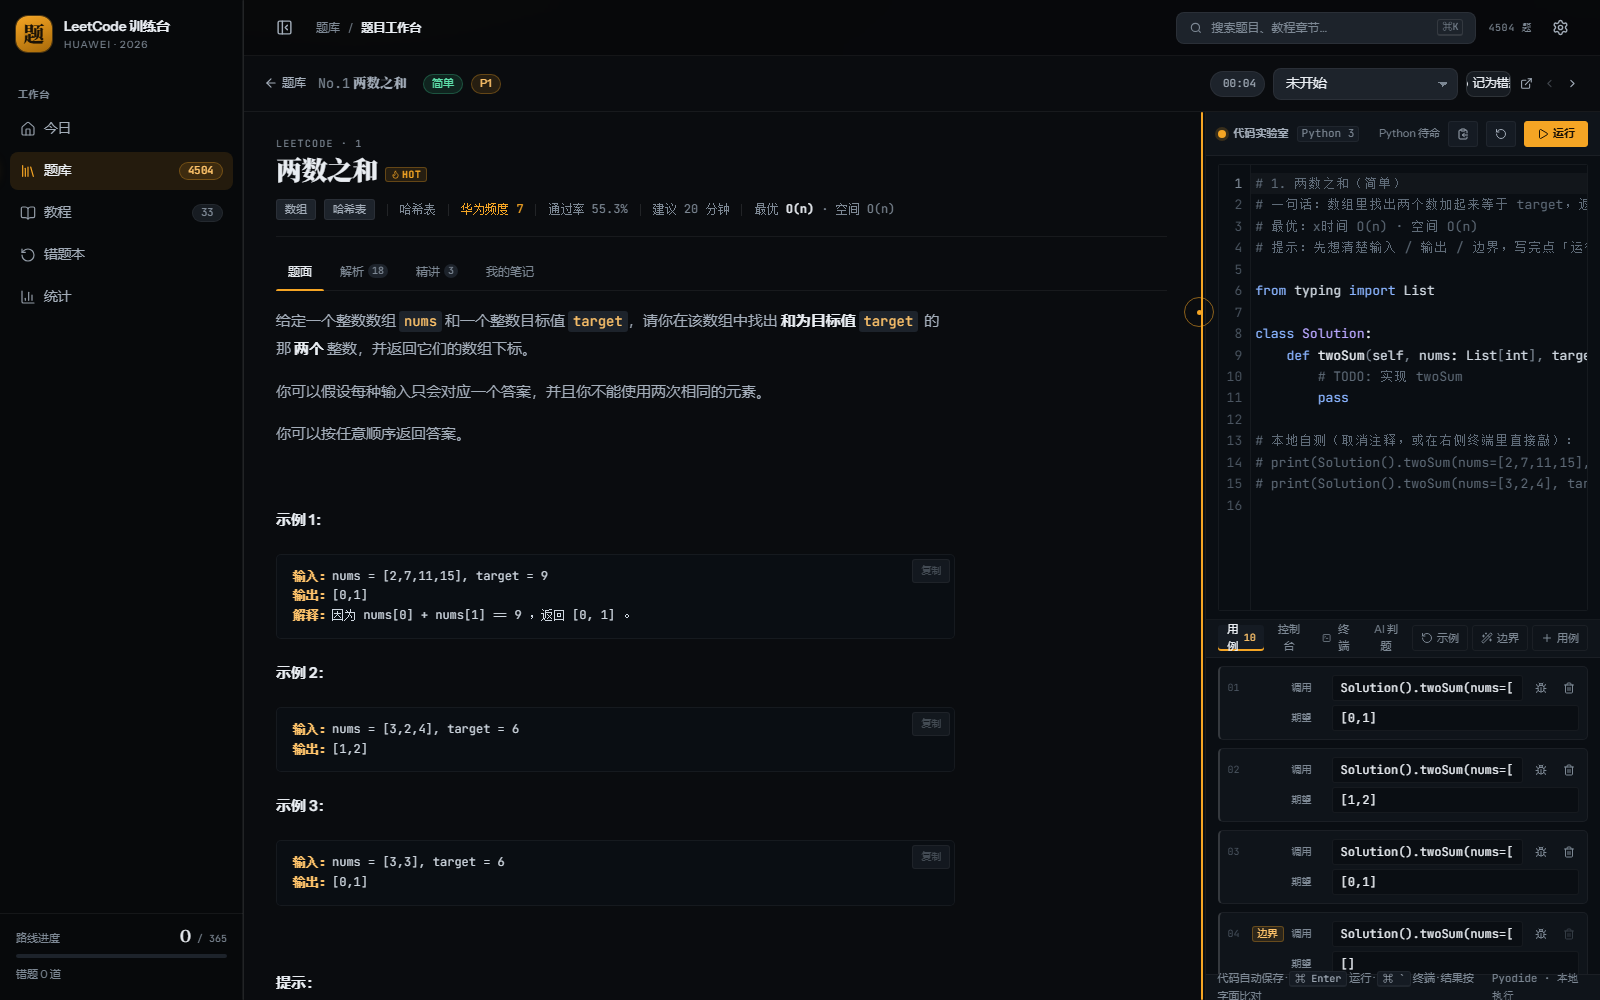 题
LeetCode 训练台
HUAWEI · 2026
工作台
今日
题库 4504
教程 33
错题本
统计
路线进度 0 / 365
错题 0 道
题库 / 题目工作台
搜索题目、教程章节... ⌘K
4504 题
题库 No.1 两数之和 简单 P1
00:04 未开始 记为错
LEETCODE · 1
两数之和 HOT
数组 哈希表 哈希表 华为频度 7 通过率 55.3% 建议 20 分钟 最优 O(n) · 空间 O(n)
题面 解析 18 精讲 3 我的笔记
给定一个整数数组 nums 和一个整数目标值 target，请你在该数组中找出 和为目标值 target 的
那 两个 整数，并返回它们的数组下标。
你可以假设每种输入只会对应一个答案，并且你不能使用两次相同的元素。
你可以按任意顺序返回答案。
示例 1:
复制
输入: nums = [2,7,11,15], target = 9
输出: [0,1]
解释: 因为 nums[0] + nums[1] == 9 ，返回 [0, 1] 。
示例 2:
复制
输入: nums = [3,2,4], target = 6
输出: [1,2]
示例 3:
复制
输入: nums = [3,3], target = 6
输出: [0,1]
提示:
代码实验室 Python 3 Python 待命 运行
1 # 1. 两数之和（简单）
2 # 一句话: 数组里找出两个数加起来等于 target，返
3 # 最优: x时间 O(n) · 空间 O(n)
4 # 提示: 先想清楚输入 / 输出 / 边界，写完点「运行
5
6 from typing import List
7
8 class Solution:
9     def twoSum(self, nums: List[int], targe
10         # TODO: 实现 twoSum
11         pass
12
13 # 本地自测（取消注释，或在右侧终端里直接敲）:
14 # print(Solution().twoSum(nums=[2,7,11,15],
15 # print(Solution().twoSum(nums=[3,2,4], tar
16
用例 10 控制台 终端 AI 判题 示例 边界 用例
01 调用 Solution().twoSum(nums=[
期望 [0,1]
02 调用 Solution().twoSum(nums=[
期望 [1,2]
03 调用 Solution().twoSum(nums=[
期望 [0,1]
04 边界 调用 Solution().twoSum(nums=[
期望 []
代码自动保存 · ⌘ Enter 运行 · ⌘ ` 终端 · 结果按
字面比对
Pyodide · 本地
执行